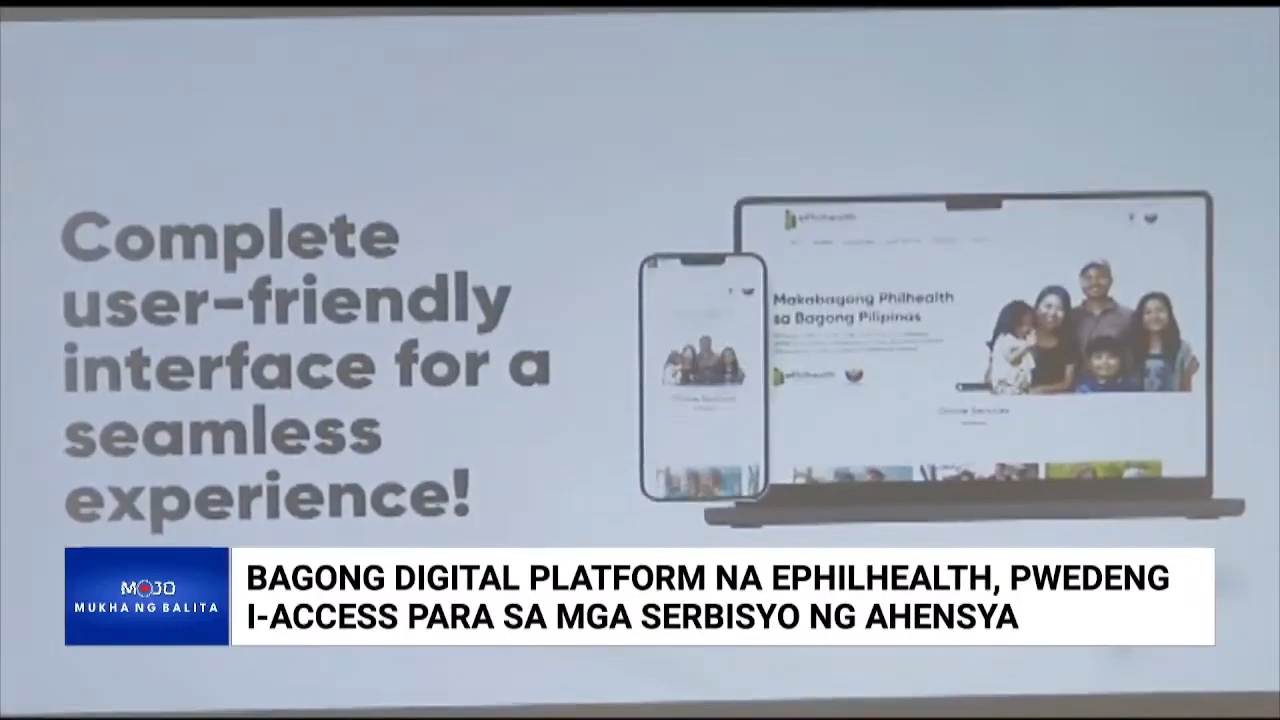 Complete
user-friendly
interface for a
seamless
experience!
ePhilhealth
Makabagong Philhealth
sa Bagong Pilipinas
ePhilhealth
Online Services
MOJO
MUKHA NG BALITA
BAGONG DIGITAL PLATFORM NA EPHILHEALTH, PWEDENG
I-ACCESS PARA SA MGA SERBISYO NG AHENSYA